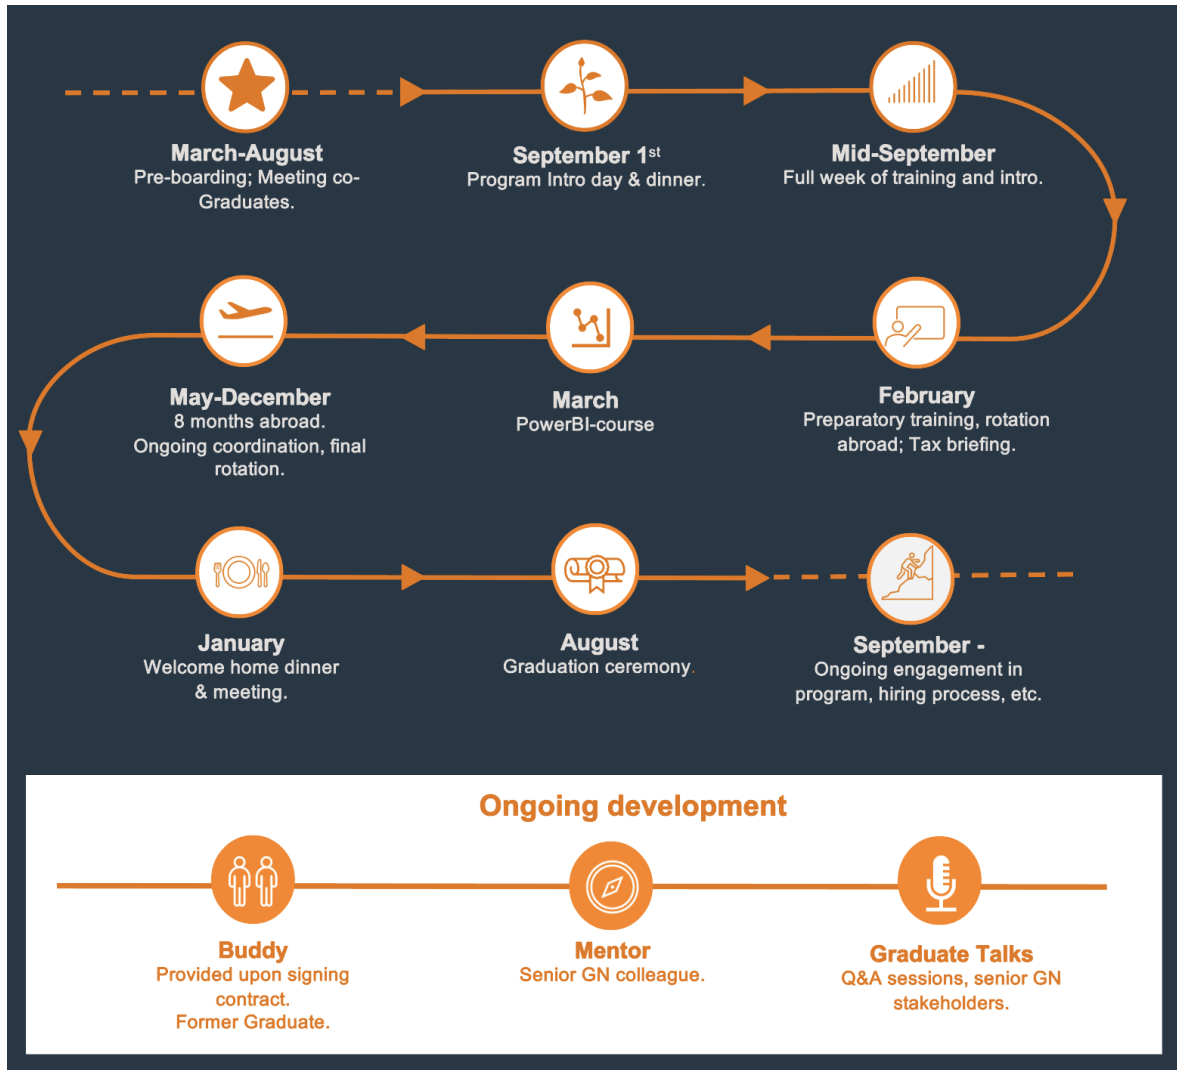 March-August
Pre-boarding; Meeting co-
Graduates.
September 1st
Program Intro day & dinner.
Mid-September
Full week of training and intro.
May-December
8 months abroad.
Ongoing coordination, final
rotation.
March
PowerBI-course
February
Preparatory training, rotation
abroad; Tax briefing.
January
Welcome home dinner
& meeting.
August
Graduation ceremony.
September -
Ongoing engagement in
program, hiring process, etc.
Ongoing development
Buddy
Provided upon signing
contract.
Former Graduate.
Mentor
Senior GN colleague.
Graduate Talks
Q&A sessions, senior GN
stakeholders.